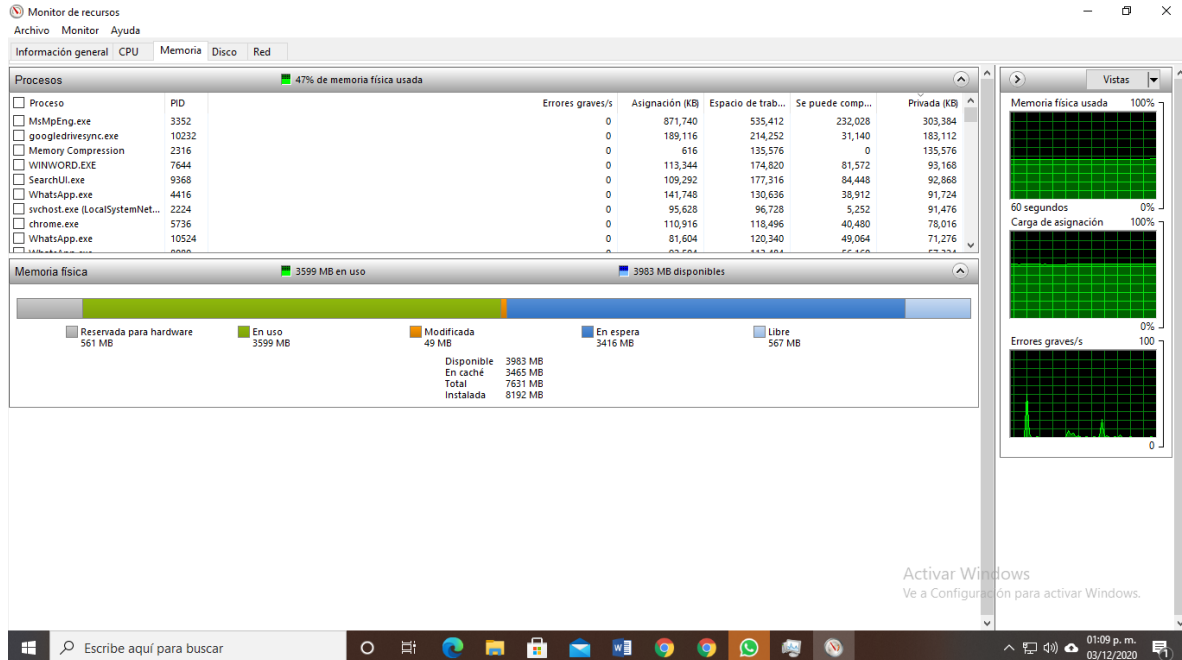 Monitor de recursos
Archivo Monitor Ayuda
Información general CPU Memoria Disco Red
Procesos 47% de memoria física usada
Proceso PID Errores graves/s Asignación (KB) Espacio de trab... Se puede comp... Privada (KB)
MsMpEng.exe 3352 0 871,740 535,412 232,028 303,384
googledrivesync.exe 10232 0 189,116 214,252 31,140 183,112
Memory Compression 2316 0 616 135,576 0 135,576
WINWORD.EXE 7644 0 113,344 174,820 81,572 93,168
SearchUI.exe 9368 0 109,292 177,316 84,448 92,868
WhatsApp.exe 4416 0 141,748 130,636 38,912 91,724
svchost.exe (LocalSystemNet... 2224 0 95,628 96,728 5,252 91,476
chrome.exe 5736 0 110,916 118,496 40,480 78,016
WhatsApp.exe 10524 0 81,604 120,340 49,064 71,276
Memoria física 3599 MB en uso 3983 MB disponibles
Reservada para hardware En uso Modificada En espera Libre
561 MB 3599 MB 49 MB 3416 MB 567 MB
Disponible 3983 MB
En caché 3465 MB
Total 7631 MB
Instalada 8192 MB
Vistas
Memoria física usada 100%
60 segundos 0%
Carga de asignación 100%
0%
Errores graves/s 100
0
Activar Windows
Ve a Configuración para activar Windows.
Escribe aquí para buscar
01:09 p. m.
03/12/2020